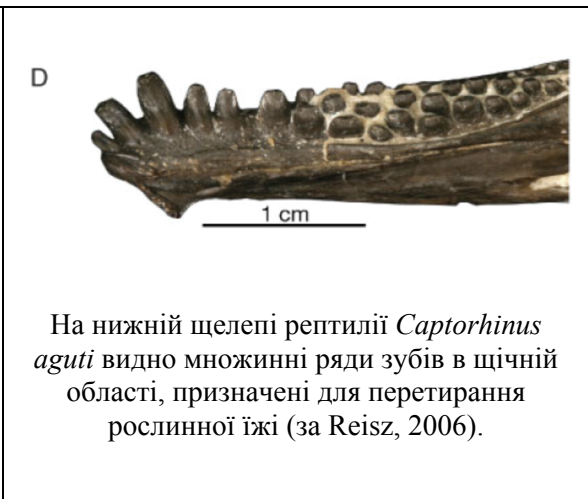 D
1 cm
На нижній щелепі рептилії Captorhinus
aguti видно множинні ряди зубів в щічній
області, призначені для перетирання
рослинної їжі (за Reisz, 2006).